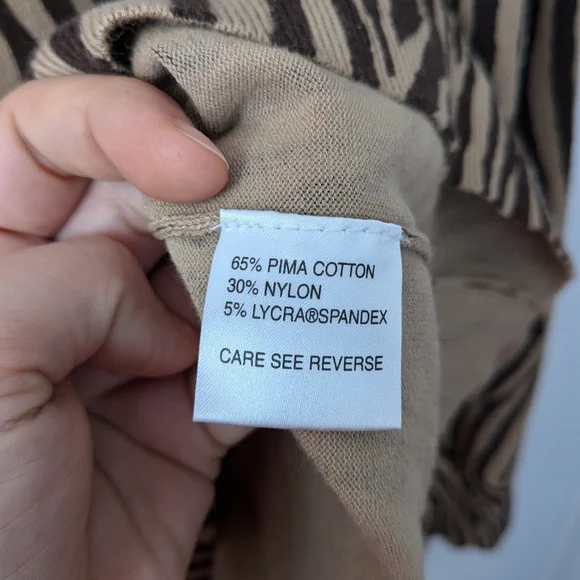 65% PIMA COTTON
30% NYLON
5% LYCRA®SPANDEX
CARE SEE REVERSE